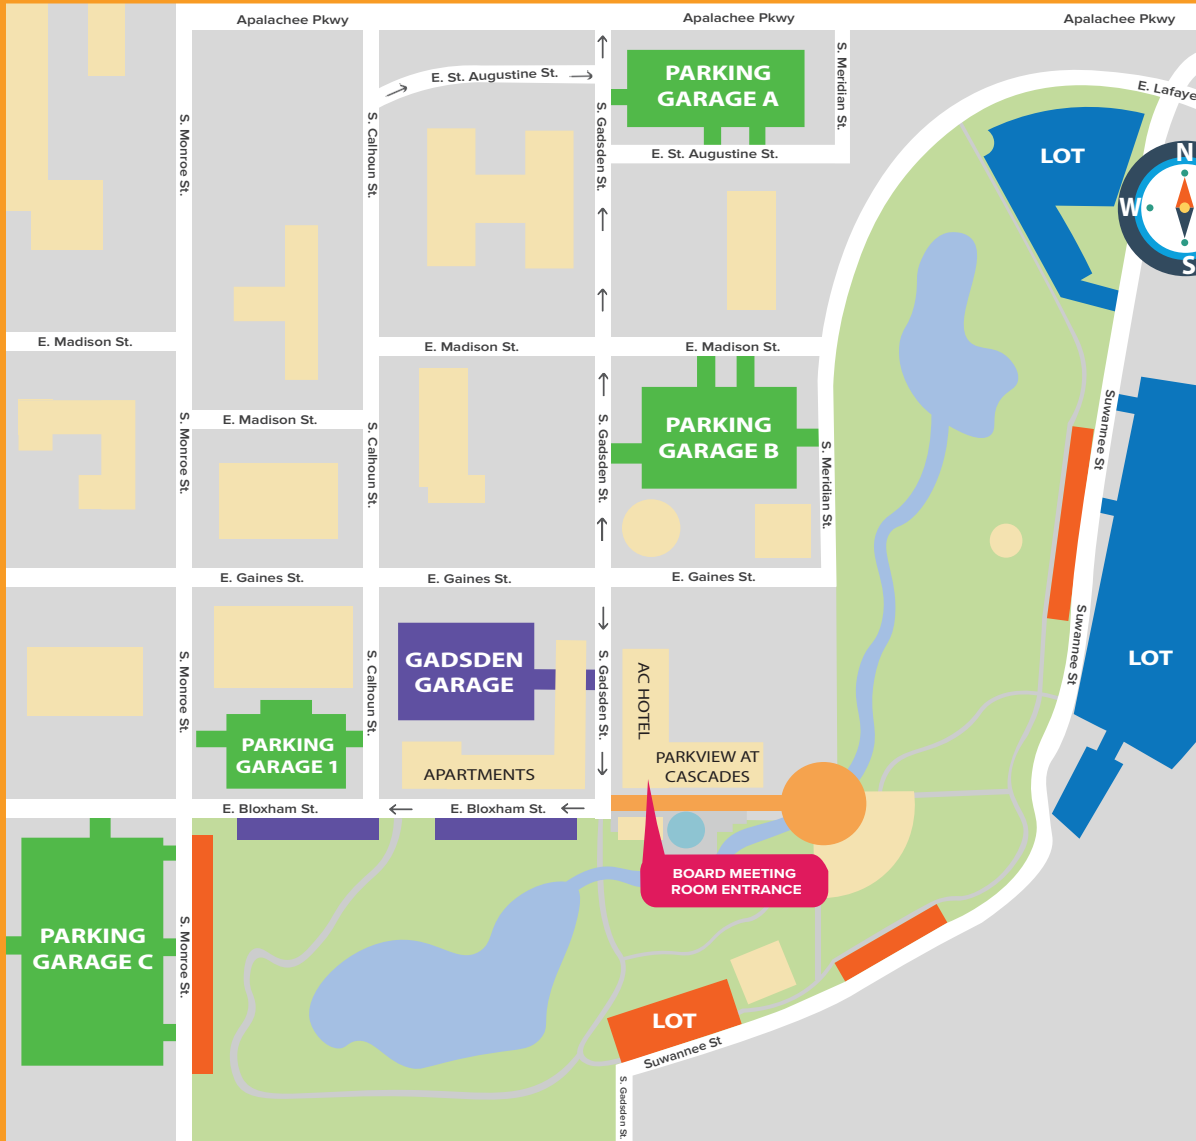 Apalachee Pkwy
Apalachee Pkwy
Apalachee Pkwy
E. St. Augustine St.
PARKING
GARAGE A
S. Meridian St.
E. Lafaye
S. Monroe St.
S. Calhoun St.
S. Gadsden St.
E. St. Augustine St.
LOT
N
W
S
E. Madison St.
E. Madison St.
E. Madison St.
E. Madison St.
S. Monroe St.
S. Calhoun St.
S. Gadsden St.
PARKING
GARAGE B
S. Meridian St.
Suwannee St
E. Gaines St.
E. Gaines St.
E. Gaines St.
S. Monroe St.
S. Calhoun St.
GADSDEN
GARAGE
S. Gadsden St.
AC HOTEL
Suwannee St
LOT
PARKING
GARAGE 1
APARTMENTS
PARKVIEW AT
CASCADES
E. Bloxham St.
E. Bloxham St.
BOARD MEETING
ROOM ENTRANCE
PARKING
GARAGE C
S. Monroe St.
LOT
Suwannee St
S. Gadsden St.